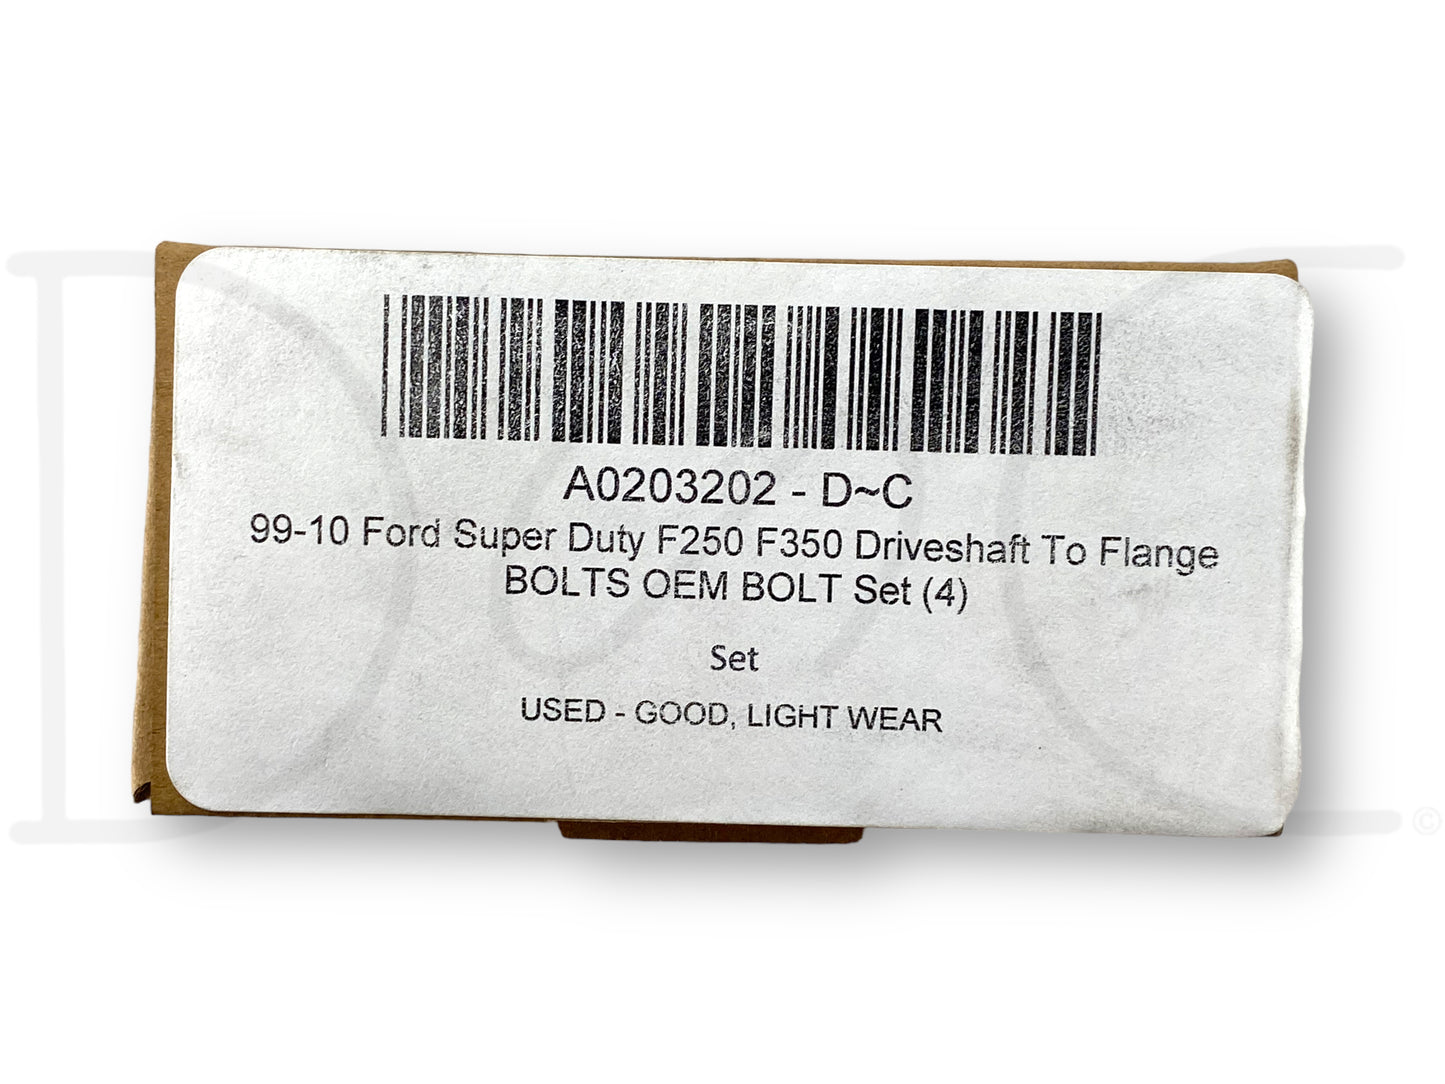 A0203202 - D~C
99-10 Ford Super Duty F250 F350 Driveshaft To Flange
BOLTS OEM BOLT Set (4)
Set
USED - GOOD, LIGHT WEAR
D~C
©